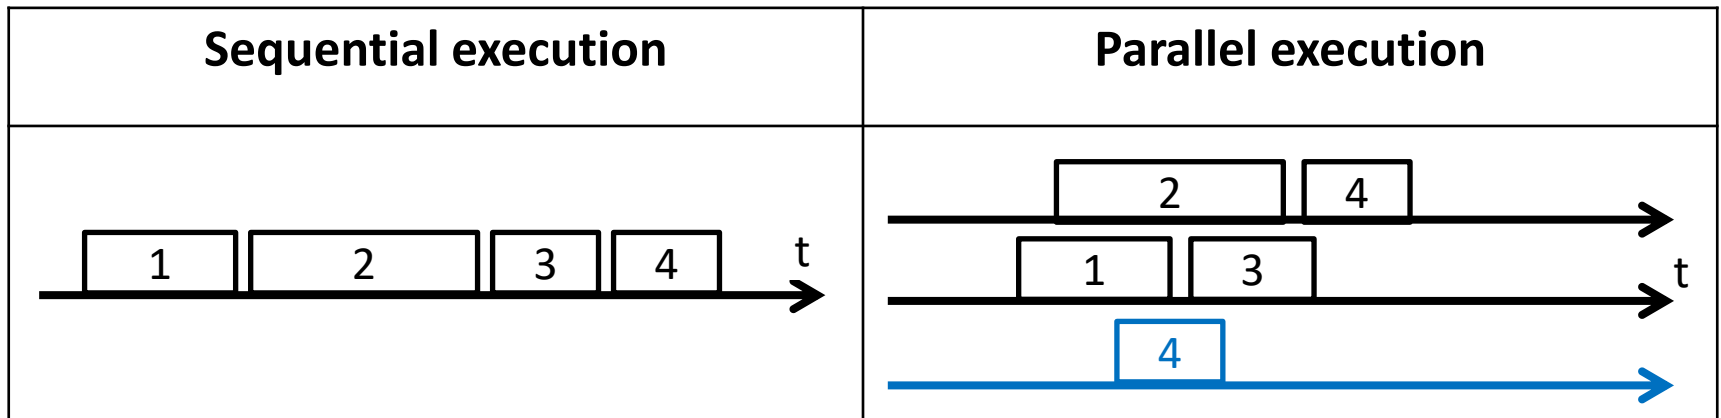 Sequential execution
Parallel execution
1 2 3 4 t
2 4
1 3 t
4